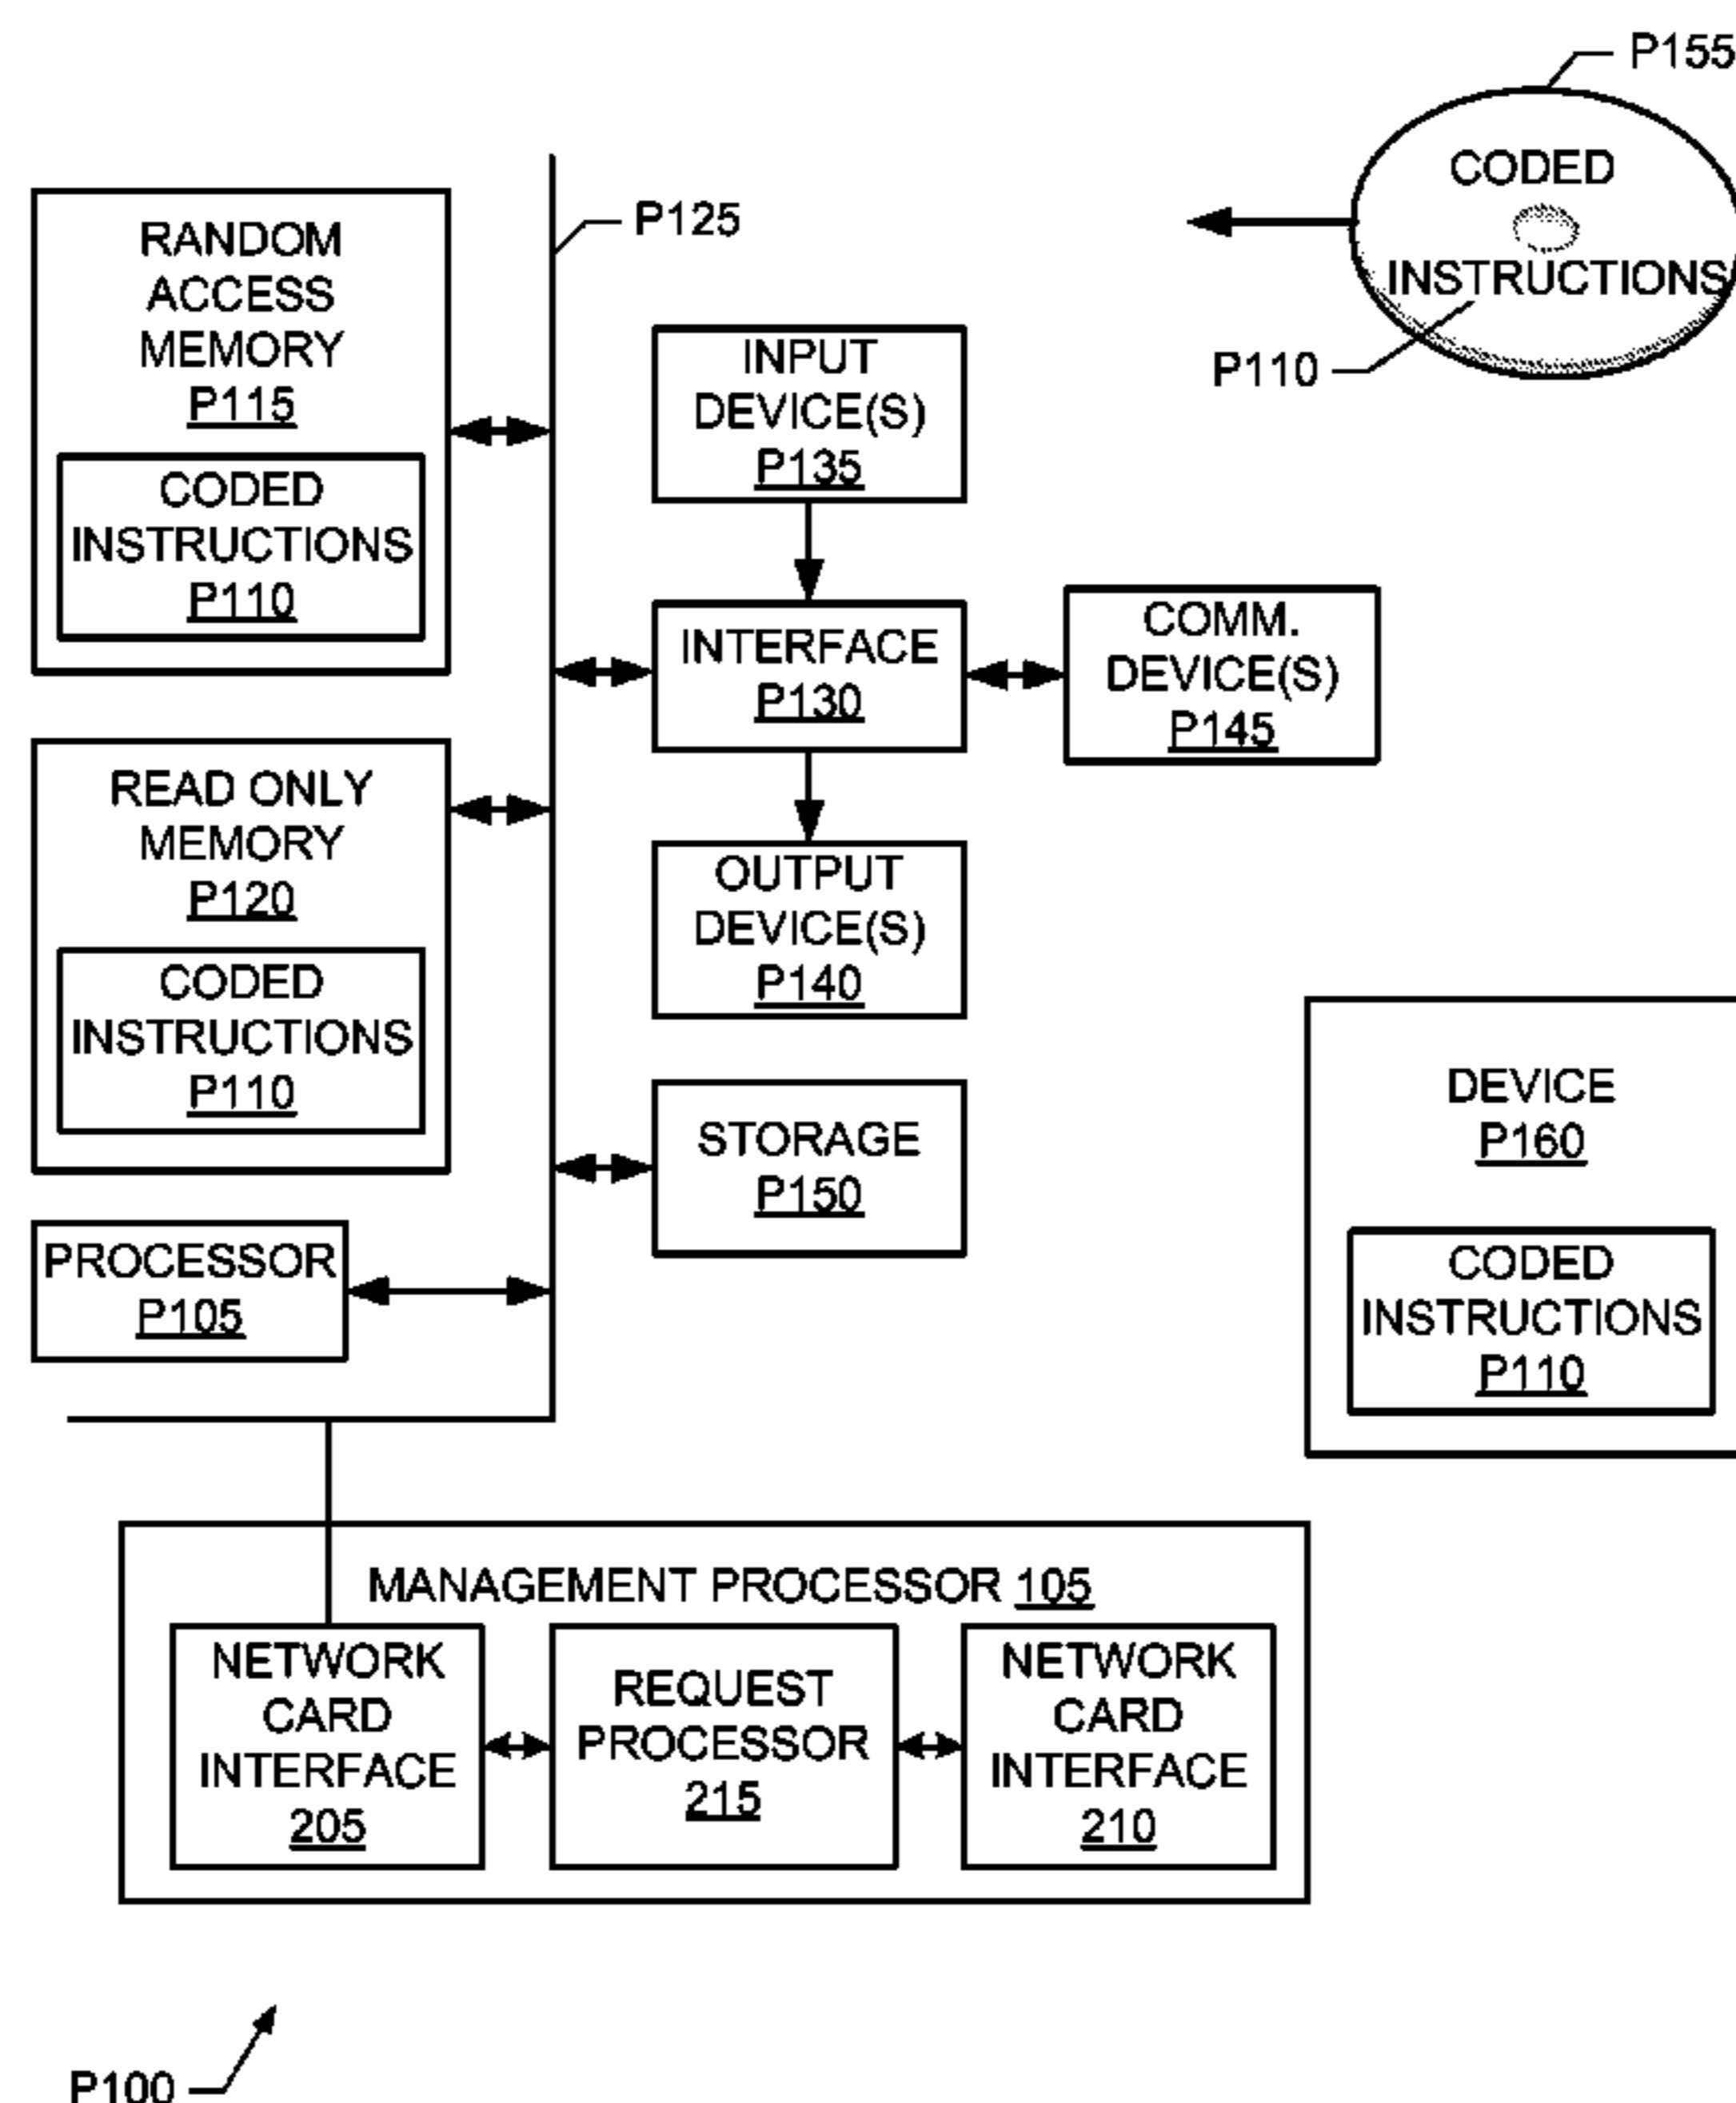 P155
CODED
INSTRUCTIONS
P110
P125
RANDOM
ACCESS
MEMORY
P115
CODED
INSTRUCTIONS
P110
INPUT
DEVICE(S)
P135
INTERFACE
P130
COMM.
DEVICE(S)
P145
READ ONLY
MEMORY
P120
CODED
INSTRUCTIONS
P110
OUTPUT
DEVICE(S)
P140
STORAGE
P150
DEVICE
P160
CODED
INSTRUCTIONS
P110
PROCESSOR
P105
MANAGEMENT PROCESSOR 105
NETWORK
CARD
INTERFACE
205
REQUEST
PROCESSOR
215
NETWORK
CARD
INTERFACE
210
P100